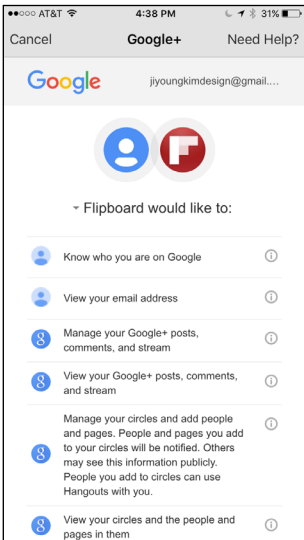 AT&T 4:38 PM 31%
Cancel Google+ Need Help?
Google jiyoungkimdesign@gmail....
Flipboard would like to:
Know who you are on Google
View your email address
Manage your Google+ posts,
comments, and stream
View your Google+ posts, comments,
and stream
Manage your circles and add people
and pages. People and pages you add
to your circles will be notified. Others
may see this information publicly.
People you add to circles can use
Hangouts with you.
View your circles and the people and
pages in them